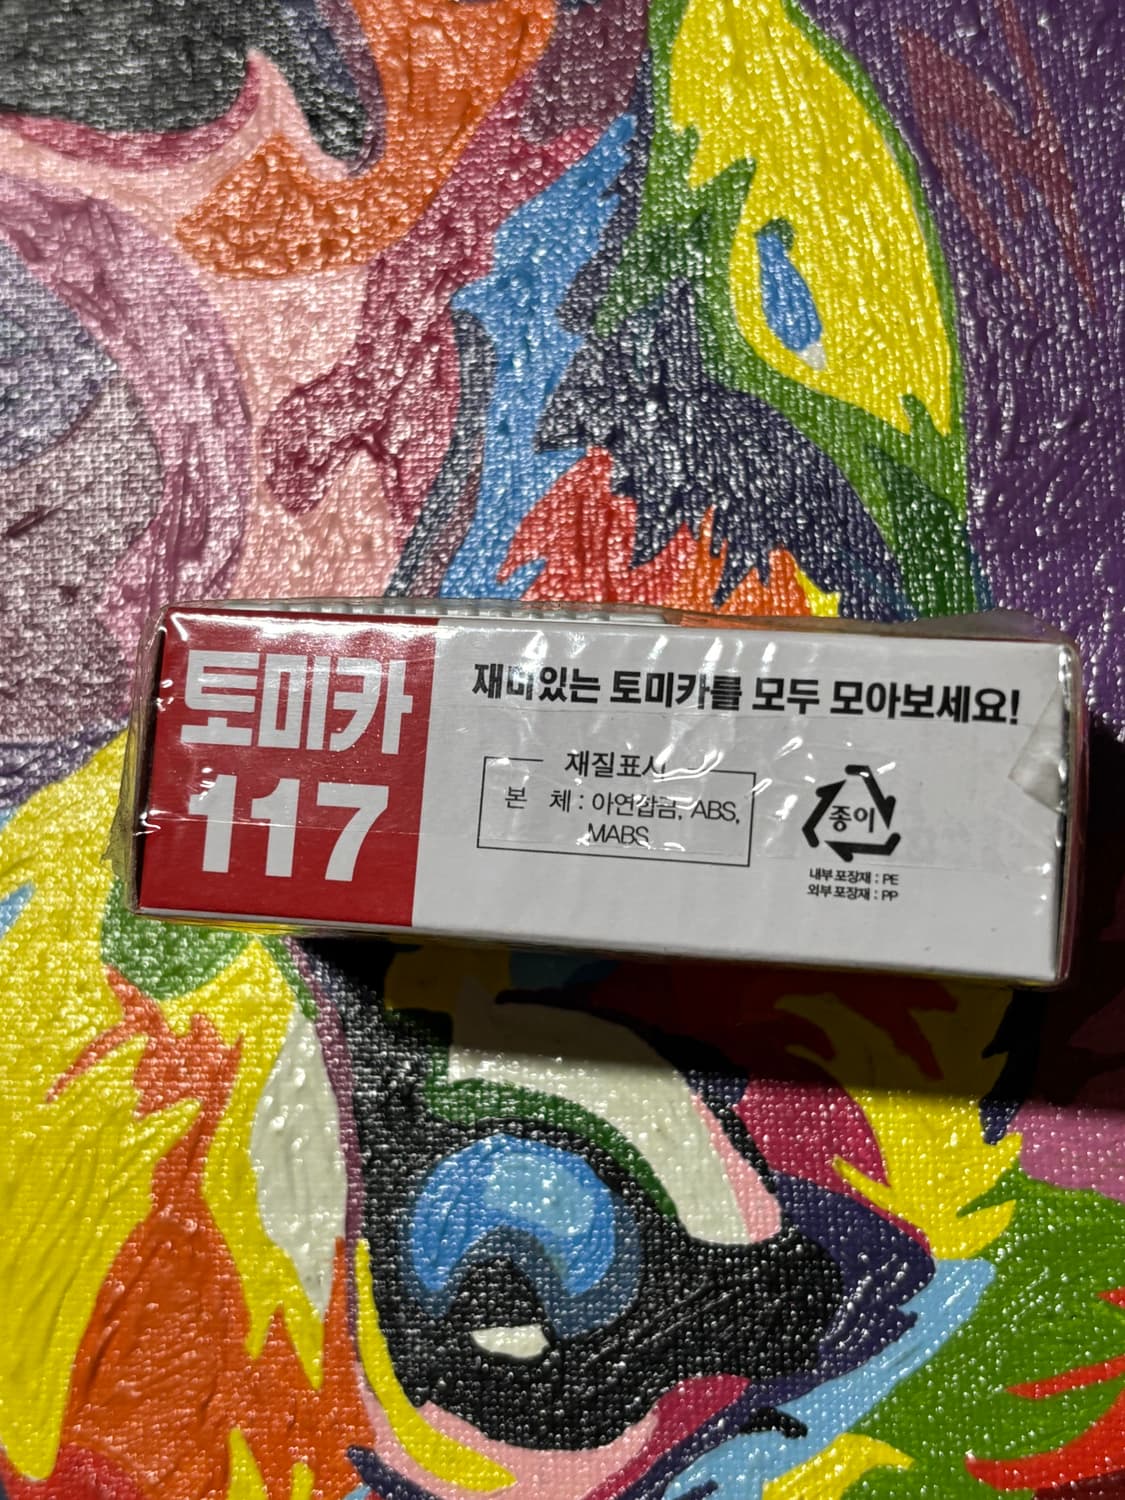 토미카
117
재미있는 토미카를 모두 모아보세요!
재질표시
본 체 : 아연합금, ABS,
MABS
종이
내부 포장재 : PE
외부 포장재 : PP